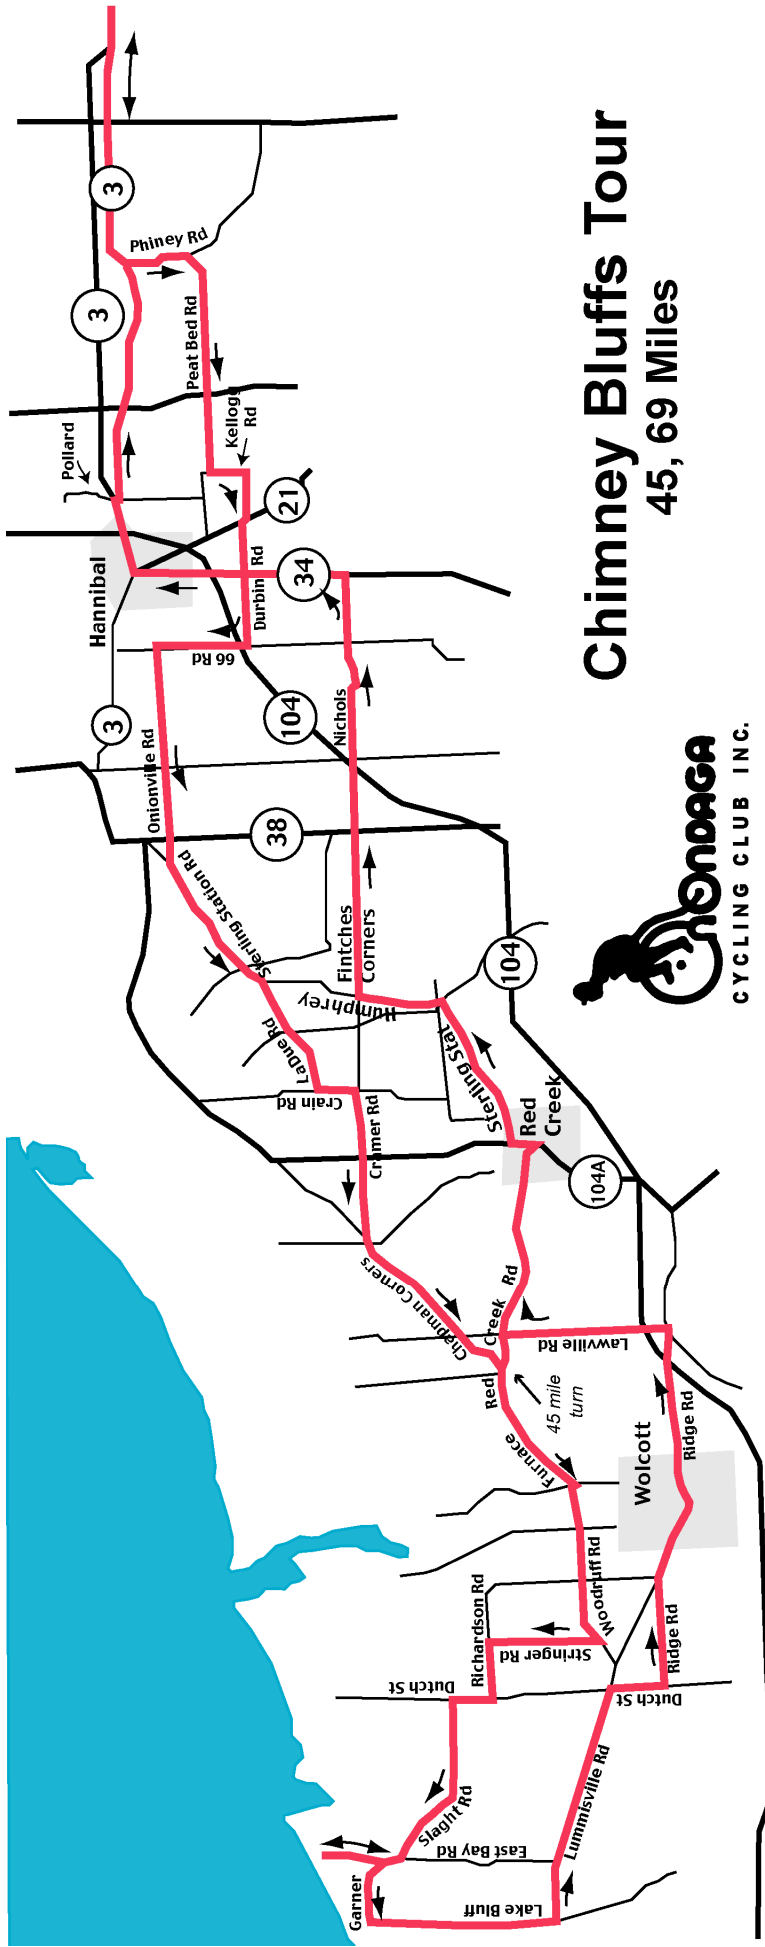 Chimney Bluffs Tour
45, 69 Miles
ONONDAGA
CYCLING CLUB INC.
3
Phiney Rd
3
Peat Bed Rd
Kellogg
Rd
Pollard
21
Hannibal
Durbin Rd
34
66 Rd
3
104
Nichols
Onionville Rd
38
Sterling Station Rd
Fintches
Corners
Humphrey
104
LaDue Rd
Sterling Stat
Crain Rd
Cramer Rd
Red
Creek
104A
Chapman Corners
Red Creek Rd
Lawville Rd
45 mile
turn
Furnace
Ridge Rd
Wolcott
Woodruff Rd
Richardson Rd
Stringer Rd
Ridge Rd
Dutch St
Dutch St
Slaght Rd
Lummisville Rd
East Bay Rd
Garner
Lake Bluff